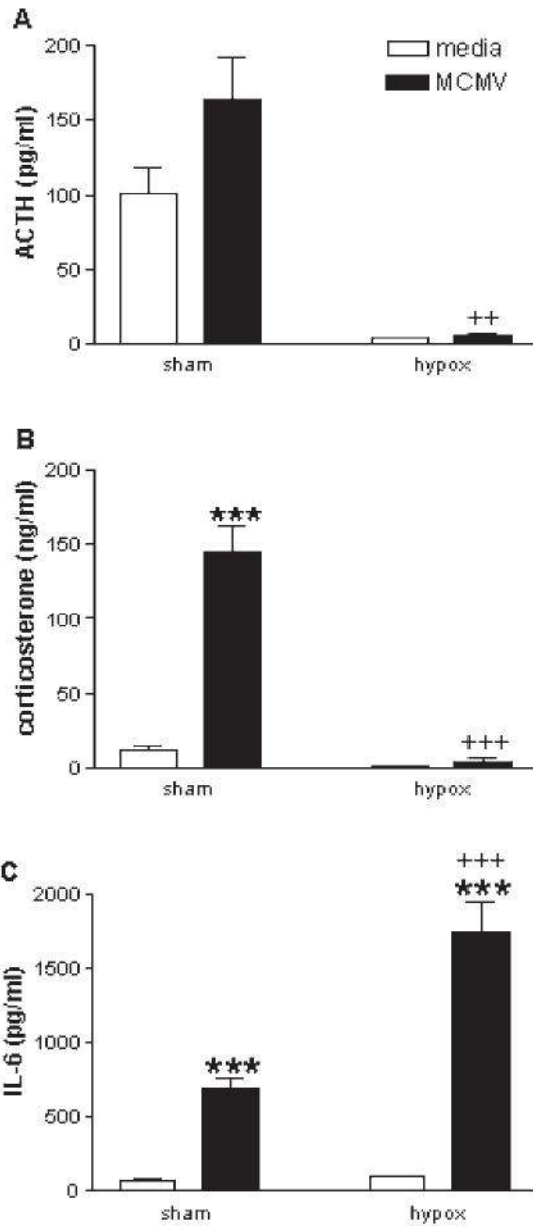 A
media
MCMV
ACTH (pg/ml)
200
150
100
50
0
++
sham hypox
B
corticosterone (ng/ml)
200
150
100
50
0
***
+++
sham hypox
C
IL-6 (pg/ml)
2000
1500
1000
500
0
***
+++
***
sham hypox